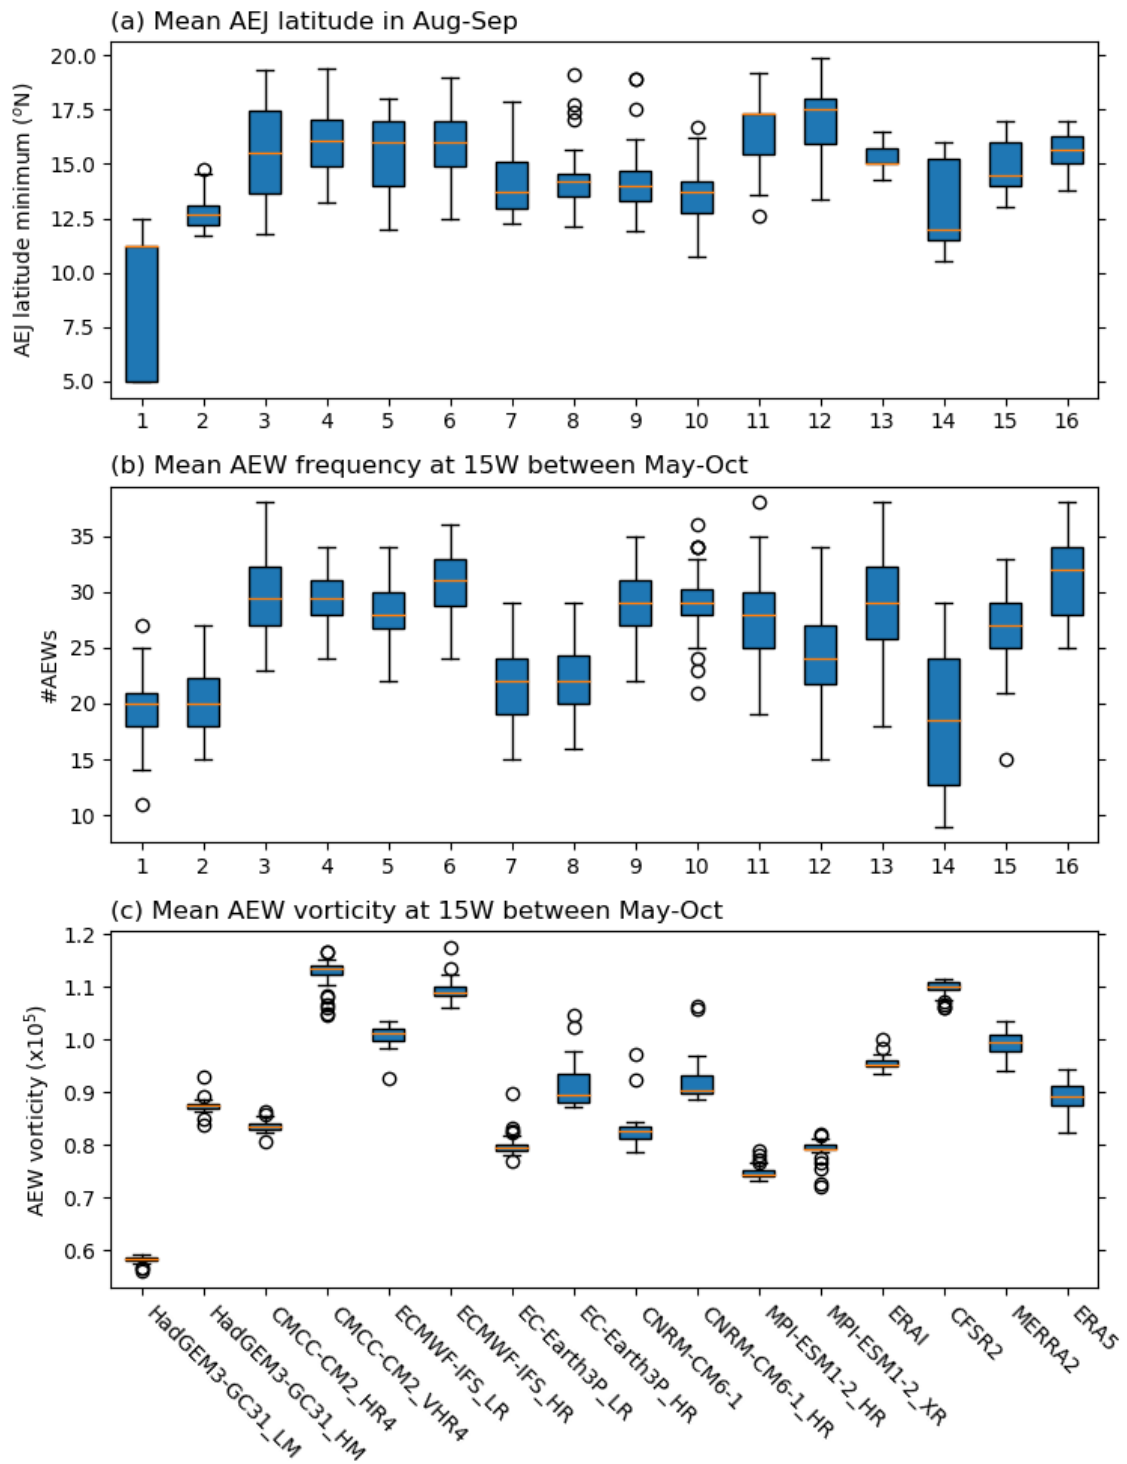 (a) Mean AEJ latitude in Aug-Sep
AEJ latitude minimum (°N)
20.0
17.5
15.0
12.5
10.0
7.5
5.0
1 2 3 4 5 6 7 8 9 10 11 12 13 14 15 16
(b) Mean AEW frequency at 15W between May-Oct
#AEWs
35
30
25
20
15
10
1 2 3 4 5 6 7 8 9 10 11 12 13 14 15 16
(c) Mean AEW vorticity at 15W between May-Oct
AEW vorticity (x10⁵)
1.2
1.1
1.0
0.9
0.8
0.7
0.6
HadGEM3-GC31_LM
HadGEM3-GC31_HM
CMCC-CM2_HR4
CMCC-CM2_VHR4
ECMWF-IFS_LR
ECMWF-IFS_HR
EC-Earth3P_LR
EC-Earth3P_HR
CNRM-CM6-1
CNRM-CM6-1_HR
MPI-ESM1-2_HR
MPI-ESM1-2_XR
ERAI
CFSR2
MERRA2
ERA5